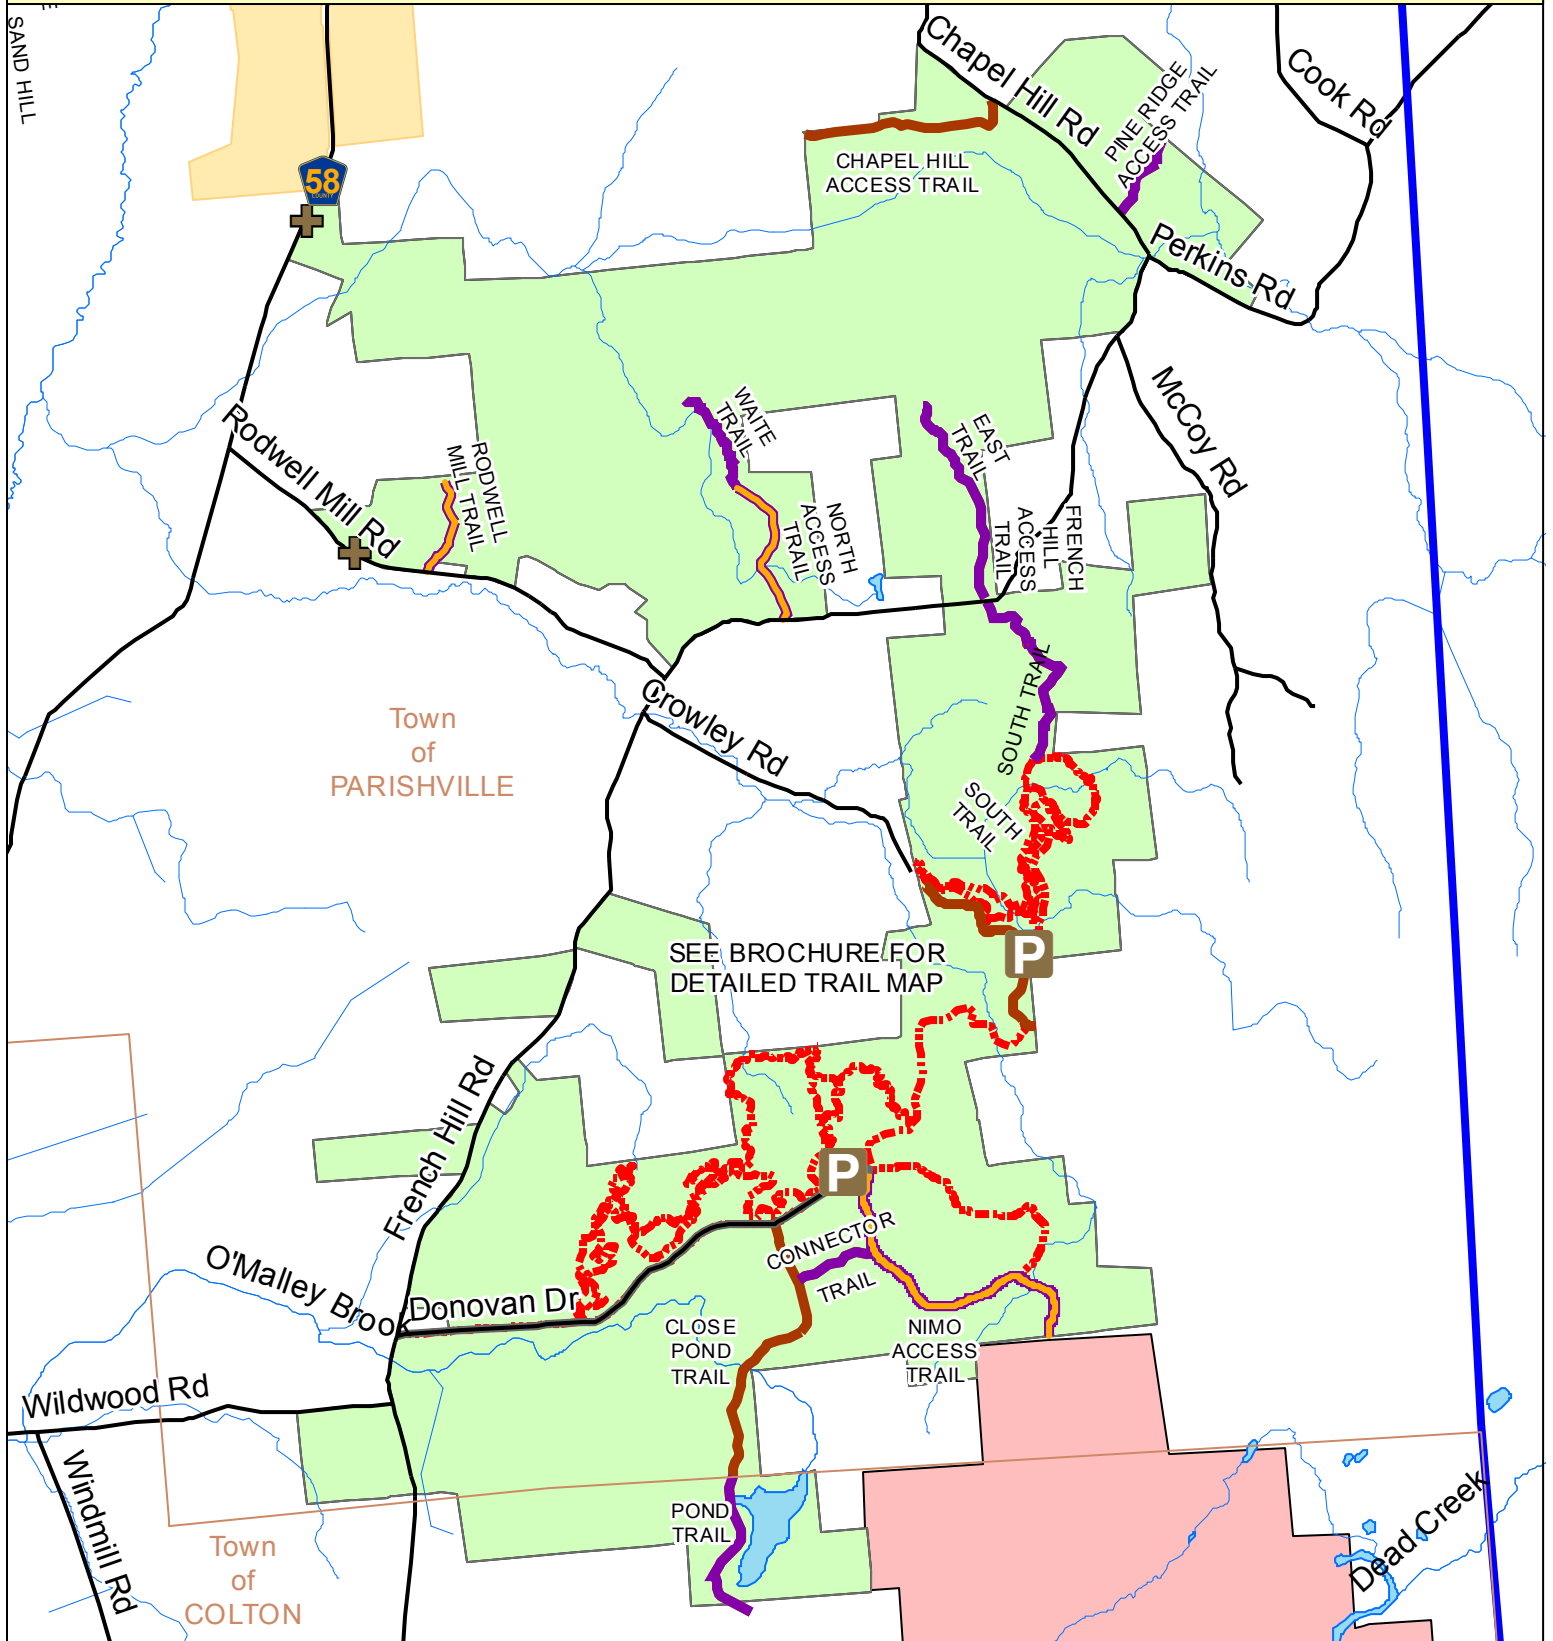 SAND HILL
58
COUNTY
Chapel Hill Rd
Cook Rd
PINE RIDGE
ACCESS TRAIL
CHAPEL HILL
ACCESS TRAIL
Perkins Rd
McCoy Rd
WAITE
TRAIL
EAST
TRAIL
Rodwell Mill Rd
RODWELL
MILL TRAIL
NORTH
ACCESS
TRAIL
FRENCH
HILL
ACCESS
TRAIL
SOUTH TRAIL
Crowley Rd
Town
of
PARISHVILLE
SOUTH
TRAIL
SEE BROCHURE FOR
DETAILED TRAIL MAP
P
French Hill Rd
P
CONNECTOR
TRAIL
O'Malley Brook
Donovan Dr
CLOSE
POND
TRAIL
NIMO
ACCESS
TRAIL
Wildwood Rd
Windmill Rd
POND
TRAIL
Dead Creek
Town
of
COLTON